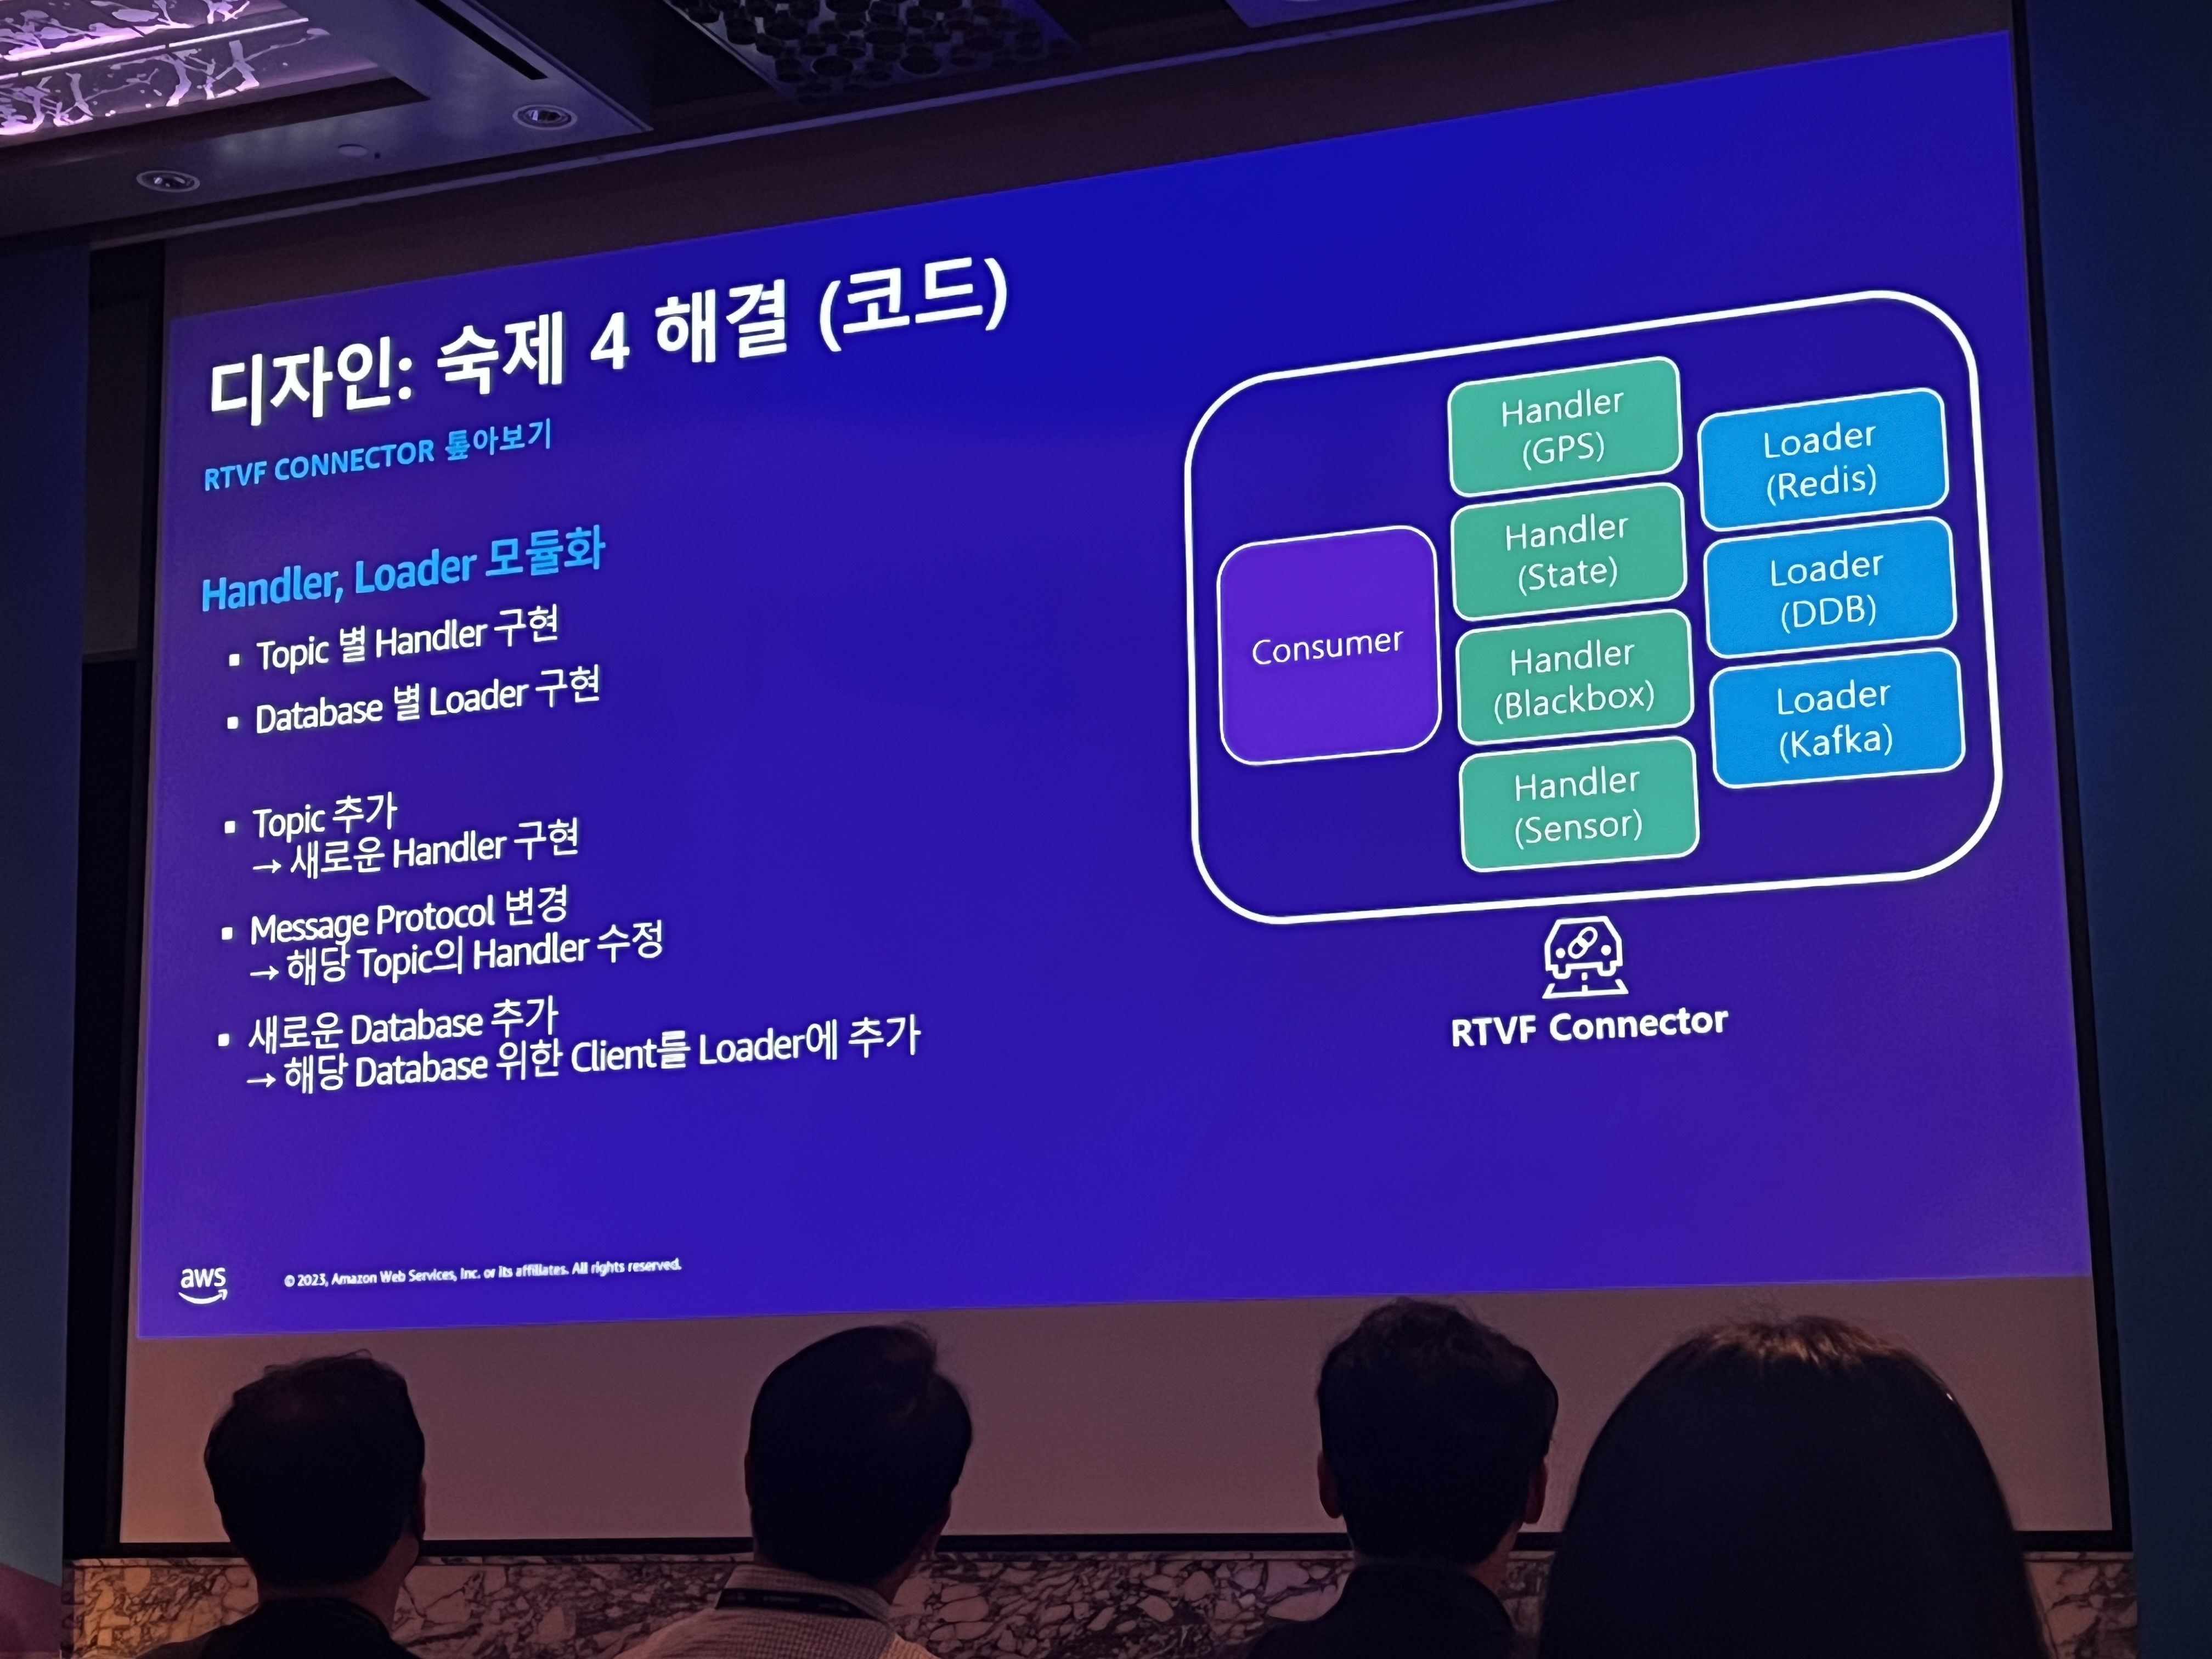 디자인: 숙제 4 해결 (코드)
RTVF CONNECTOR 톺아보기
Handler, Loader 모듈화
▪ Topic 별 Handler 구현
▪ Database 별 Loader 구현
▪ Topic 추가
→ 새로운 Handler 구현
▪ Message Protocol 변경
→ 해당 Topic의 Handler 수정
▪ 새로운 Database 추가
→ 해당 Database 위한 Client를 Loader에 추가
Consumer
Handler
(GPS)
Handler
(State)
Handler
(Blackbox)
Handler
(Sensor)
Loader
(Redis)
Loader
(DDB)
Loader
(Kafka)
RTVF Connector
aws
© 2023, Amazon Web Services, Inc. or its affiliates. All rights reserved.